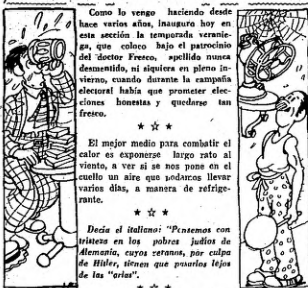 Como lo vengo haciendo desde
hace varios años, inauguro hoy en
esta sección la temporada veranie-
ga, que coloco bajo el patrocinio
del doctor Fresco, apellido nunca
desmentido, ni siquiera en pleno in-
vierno, cuando durante la campaña
electoral había que prometer elec-
ciones honestas y quedarse tan
fresco.
El mejor medio para combatir el
calor es exponerse largo rato al
viento, a ver si se nos pone en el
cuello un aire que podamos llevar
varios días, a manera de refrige-
rante.
Decía el italiano: "Pensemos con
tristeza en los pobres judíos de
Alemania, cuyos veranos, por culpa
de Hitler, tienen que pasarlos lejos
de las "arias".